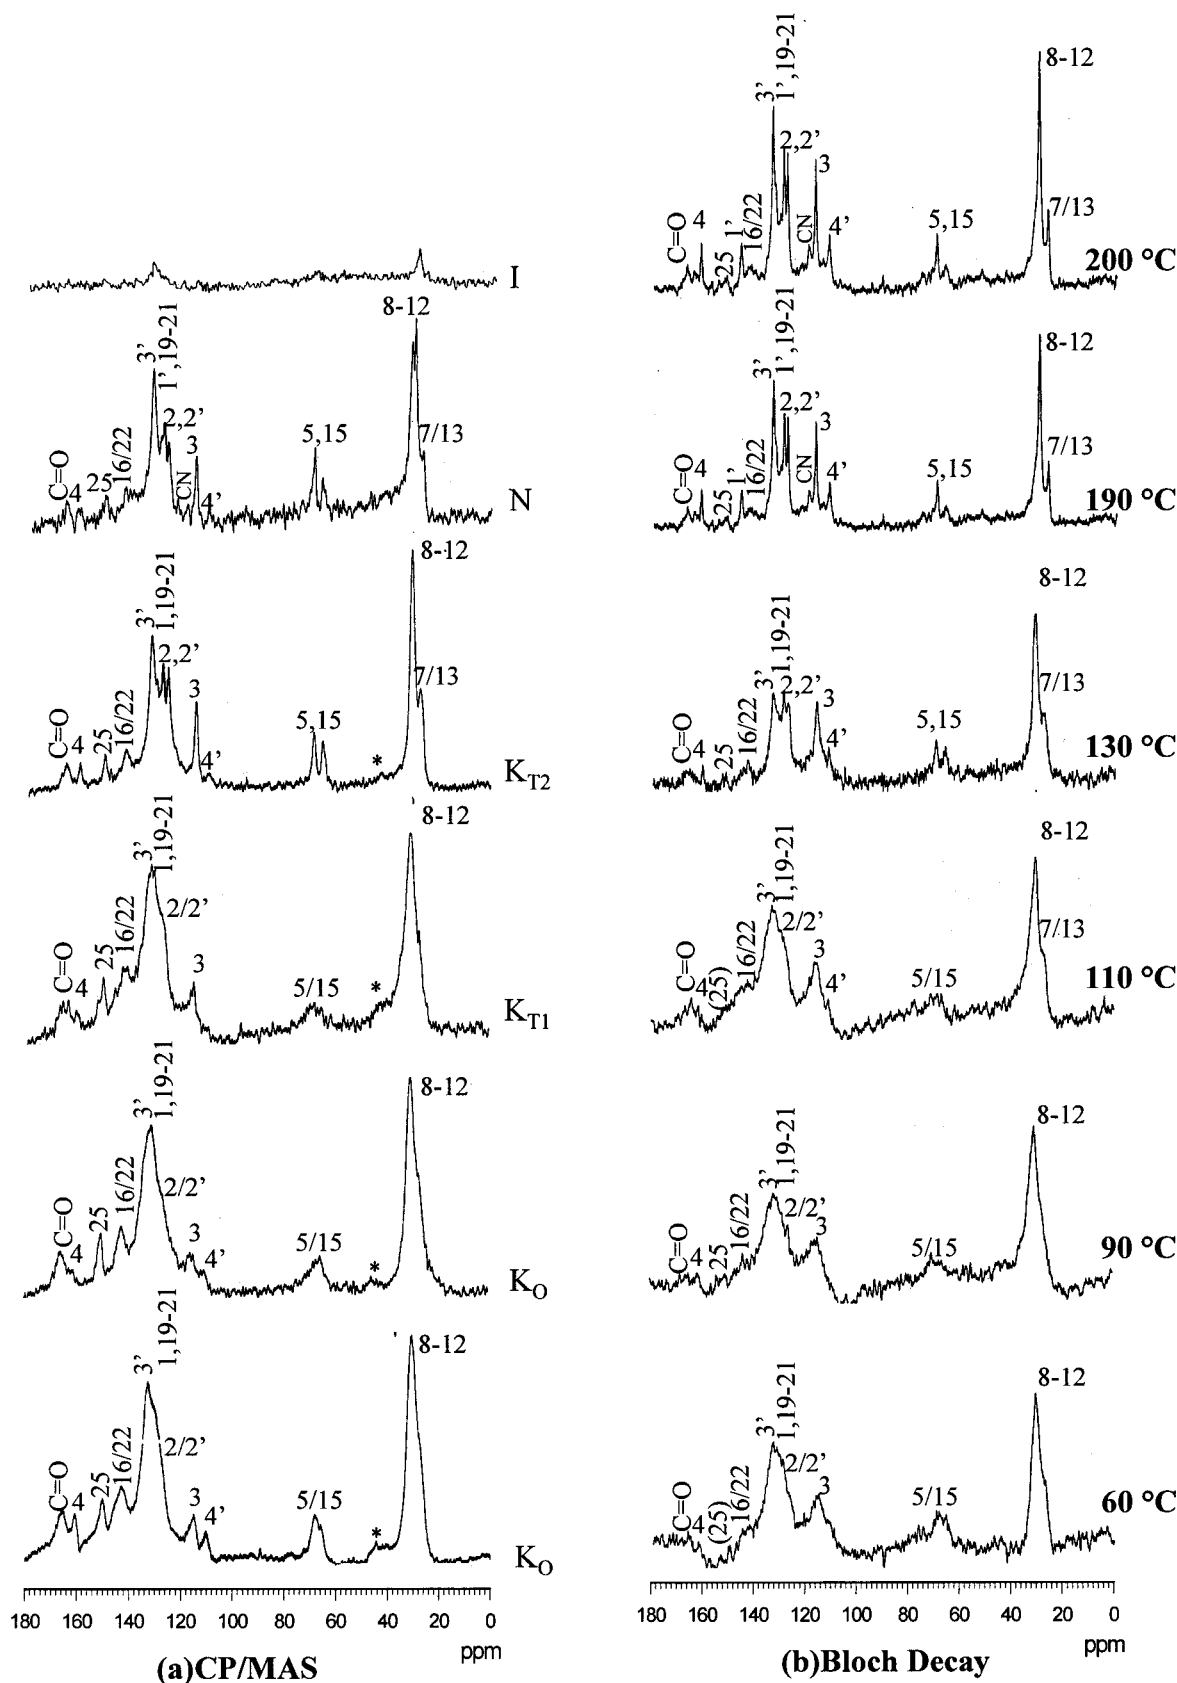 3' 1',19-21
8-12
2,2'
3
C=O 4 25 1' 16/22 CN 4' 5,15 7/13
I
200 °C
3' 1',19-21
8-12
2,2'
C=O 4 25 16/22 CN 3 4' 5,15 7/13
N
3' 1',19-21
8-12
2,2'
C=O 4 25 1' 16/22 CN 3 4' 5,15 7/13
190 °C
3' 1,19-21
8-12
2,2'
C=O 4 25 16/22 3 4' 5,15 * 7/13
KT2
3' 1,19-21
8-12
2,2'
C=O 4 25 16/22 3 4' 5,15 7/13
130 °C
3' 1,19-21
8-12
2/2'
C=O 4 25 16/22 3 5/15 *
KT1
3' 1,19-21
8-12
2/2'
C=O 4 (25) 16/22 3 4' 5/15 7/13
110 °C
3' 1,19-21
8-12
2/2'
C=O 4 25 16/22 3 4' 5/15 *
KO
3' 1,19-21
8-12
2/2'
C=O 4 25 16/22 3 5/15
90 °C
3' 1,19-21
8-12
2/2'
C=O 4 25 16/22 3 4' 5/15 *
KO
3' 1,19-21
8-12
2/2'
C=O 4 (25) 16/22 3 5/15
60 °C
180 160 140 120 100 80 60 40 20 0
ppm
(a)CP/MAS
180 160 140 120 100 80 60 40 20 0
ppm
(b)Bloch Decay